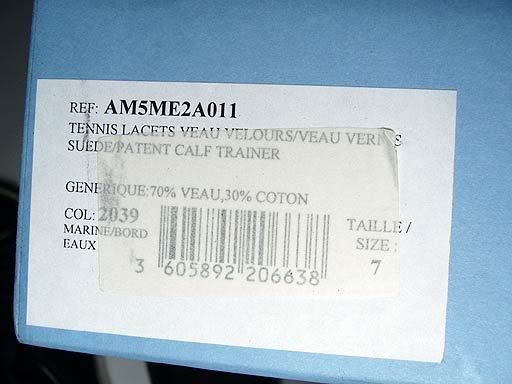 REF: AM5ME2A011
TENNIS LACETS VEAU VELOURS/VEAU VERNIS
SUEDE/PATENT CALF TRAINER
GENERIQUE:70% VEAU,30% COTON
COL: 2039
MARINE/BORD
EAUX
TAILLE /
SIZE :
7
3 605892 206638